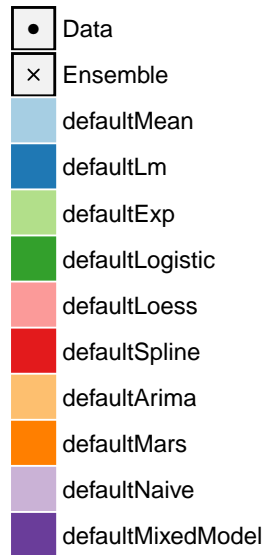 Data
Ensemble
defaultMean
defaultLm
defaultExp
defaultLogistic
defaultLoess
defaultSpline
defaultArima
defaultMars
defaultNaive
defaultMixedModel